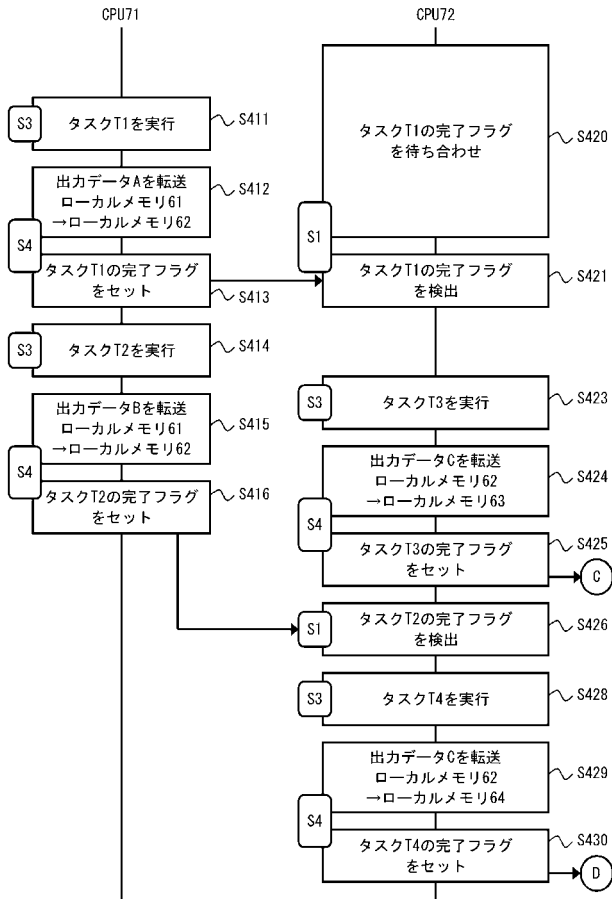 CPU71
CPU72
S3
タスクT1を実行
S411
出力データAを転送
ローカルメモリ61
→ローカルメモリ62
S412
S4
タスクT1の完了フラグ
をセット
S413
S3
タスクT2を実行
S414
出力データBを転送
ローカルメモリ61
→ローカルメモリ62
S415
S4
タスクT2の完了フラグ
をセット
S416
タスクT1の完了フラグ
を待ち合わせ
S420
S1
タスクT1の完了フラグ
を検出
S421
S3
タスクT3を実行
S423
出力データCを転送
ローカルメモリ62
→ローカルメモリ63
S424
S4
タスクT3の完了フラグ
をセット
S425
C
S1
タスクT2の完了フラグ
を検出
S426
S3
タスクT4を実行
S428
出力データCを転送
ローカルメモリ62
→ローカルメモリ64
S429
S4
タスクT4の完了フラグ
をセット
S430
D